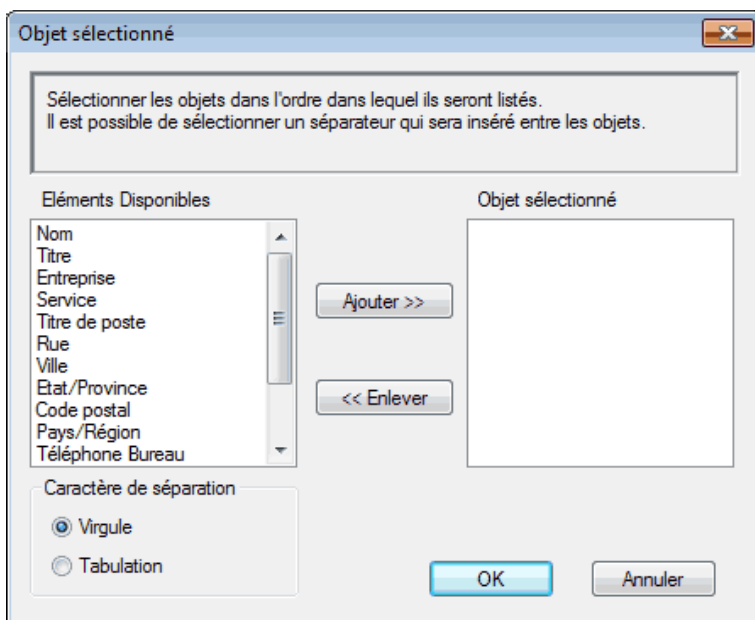 Objet sélectionné
Sélectionner les objets dans l'ordre dans lequel ils seront listés.
Il est possible de sélectionner un séparateur qui sera inséré entre les objets.
Eléments Disponibles
Nom
Titre
Entreprise
Service
Titre de poste
Rue
Ville
Etat/Province
Code postal
Pays/Région
Téléphone Bureau
Ajouter >>
<< Enlever
Objet sélectionné
Caractère de séparation
Virgule
Tabulation
OK
Annuler